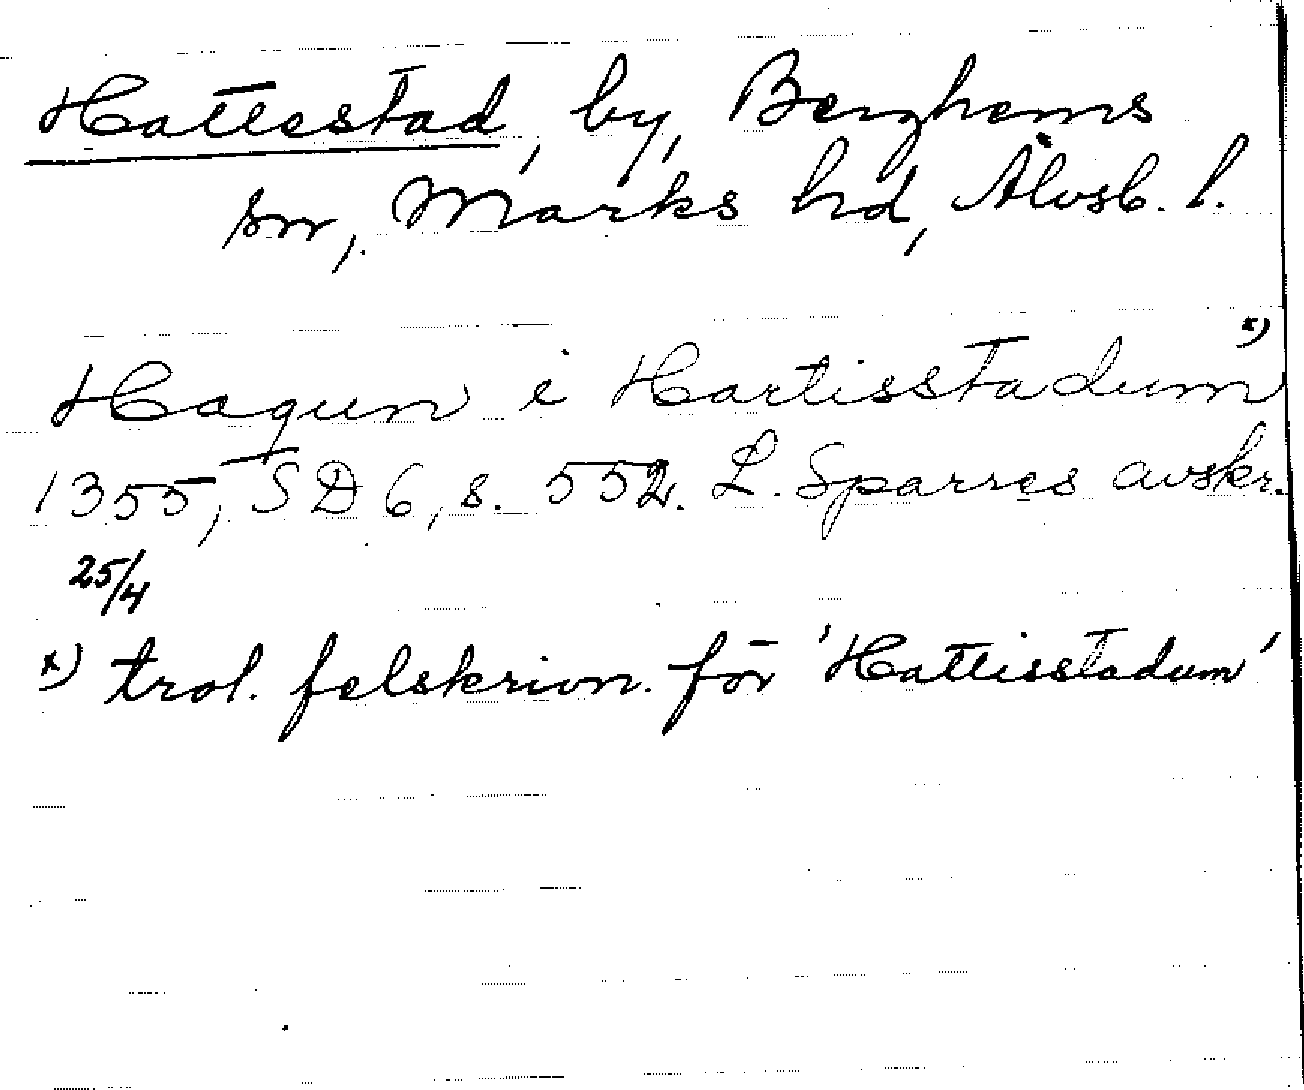 Hattestad, by, Berghems
sn, Marks hd, Älvsb. l.
Haqun i Hartisstadum x)
1355, SD 6, s. 552. L. Sparres avskr.
25/4
x) trol. felskrivn. för 'Hattisstadum'